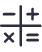 − +
× =